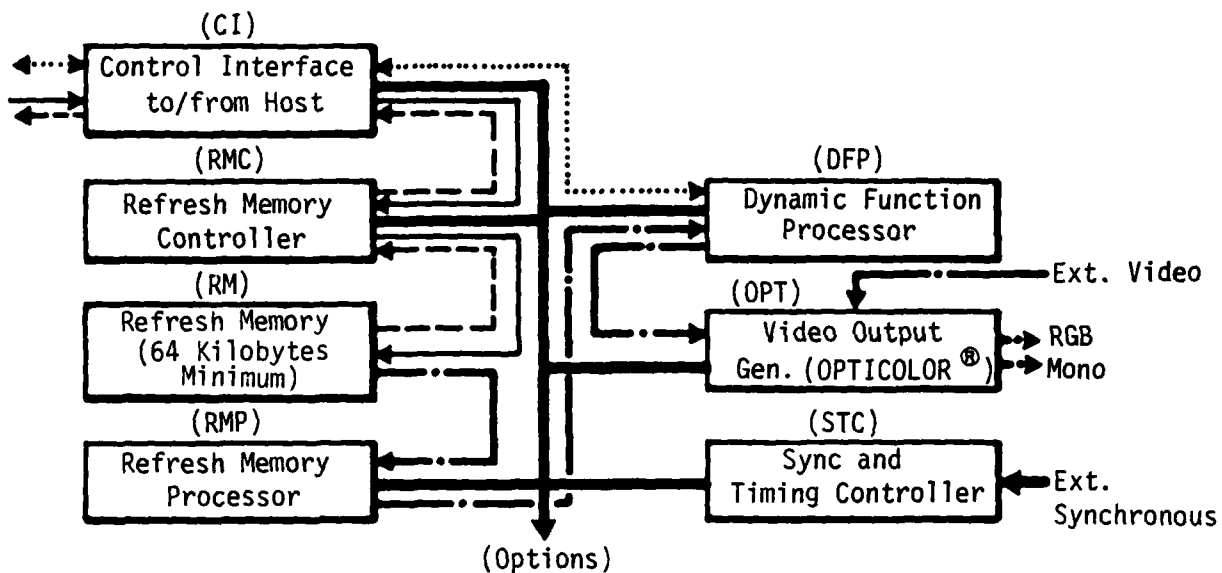 (CI)
Control Interface
to/from Host
(RMC)
Refresh Memory
Controller
(RM)
Refresh Memory
(64 Kilobytes
Minimum)
(RMP)
Refresh Memory
Processor
(DFP)
Dynamic Function
Processor
Ext. Video
(OPT)
Video Output
Gen. (OPTICOLOR ®)
RGB
Mono
(STC)
Sync and
Timing Controller
Ext.
Synchronous
(Options)